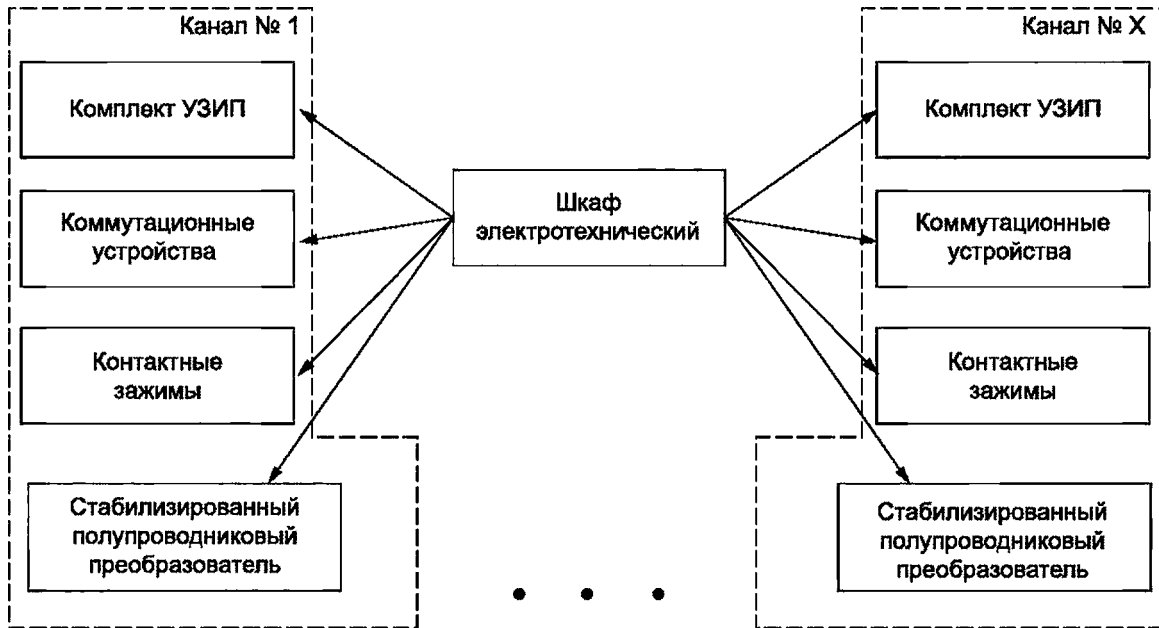 Канал № 1
Комплект УЗИП
Коммутационные
устройства
Контактные
зажимы
Стабилизированный
полупроводниковый
преобразователь
Шкаф
электротехнический
Канал № X
Комплект УЗИП
Коммутационные
устройства
Контактные
зажимы
Стабилизированный
полупроводниковый
преобразователь